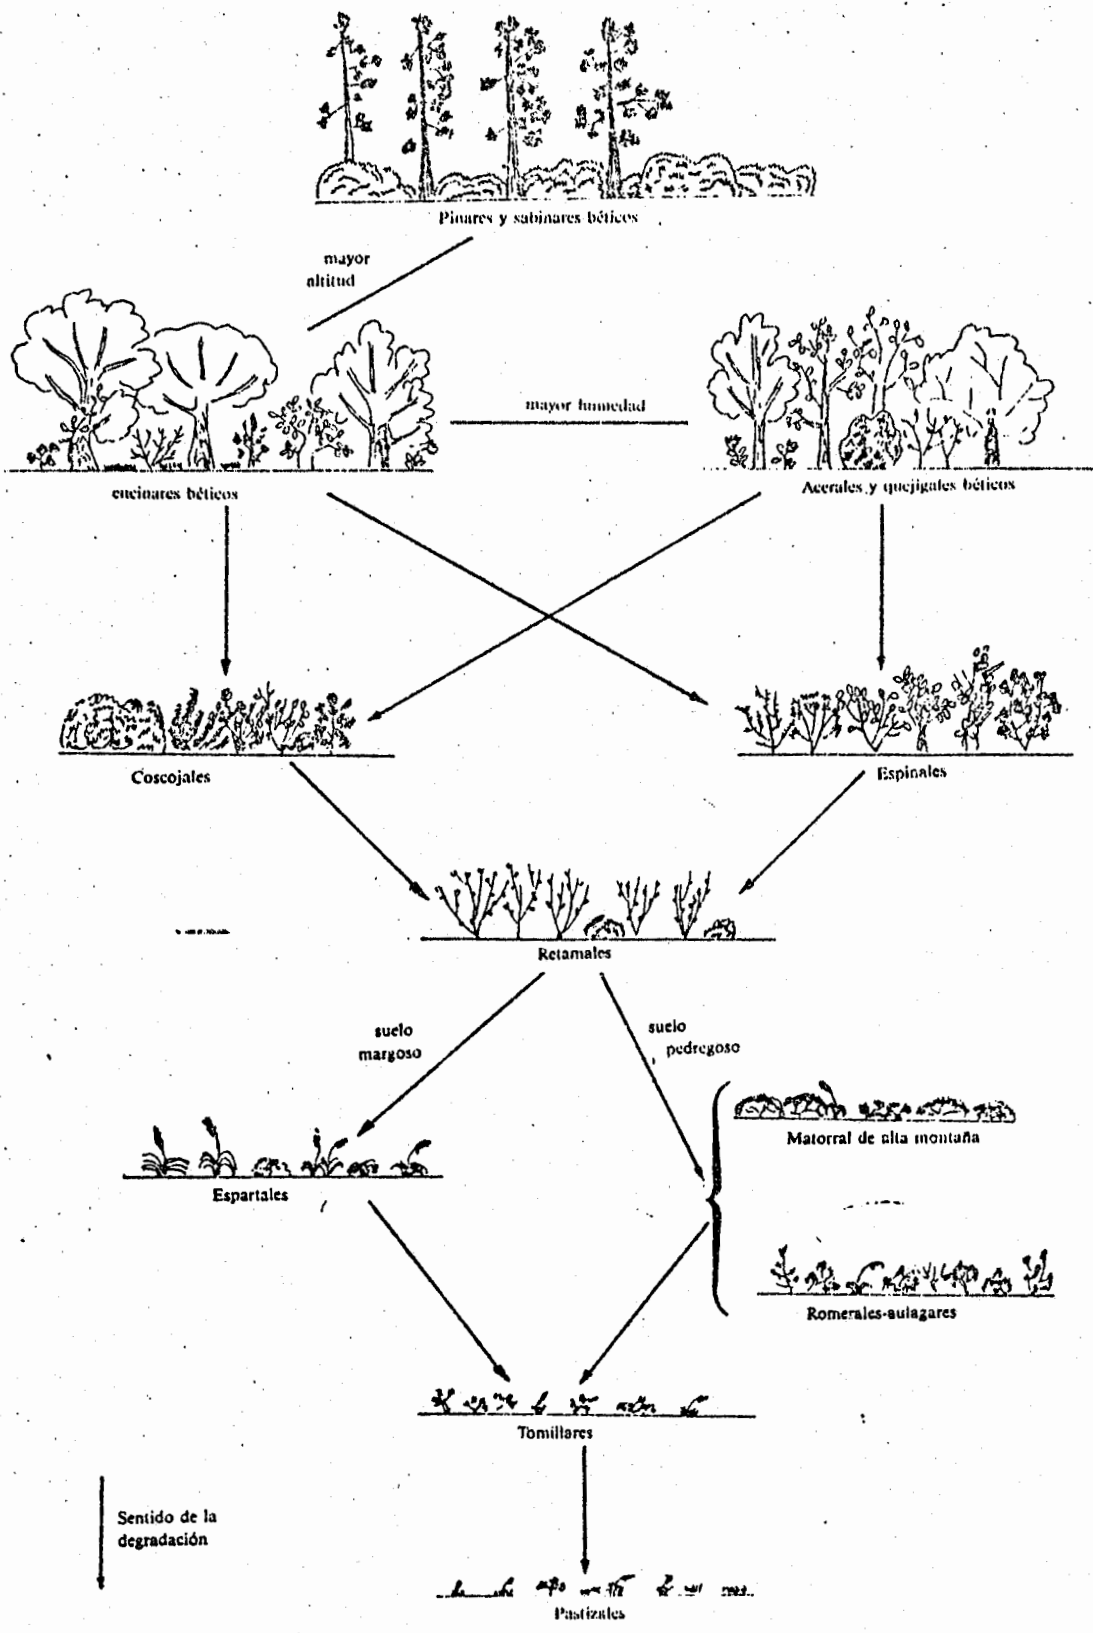 Pinares y sabinares béticos
mayor
altitud
mayor humedad
encinares béticos
Acerales y quejigales béticos
Coscojales
Espinales
Retamales
suelo
margoso
suelo
pedregoso
Matorral de alta montaña
Espartales
Romerales-aulagares
Tomillares
Sentido de la
degradación
Pastizales